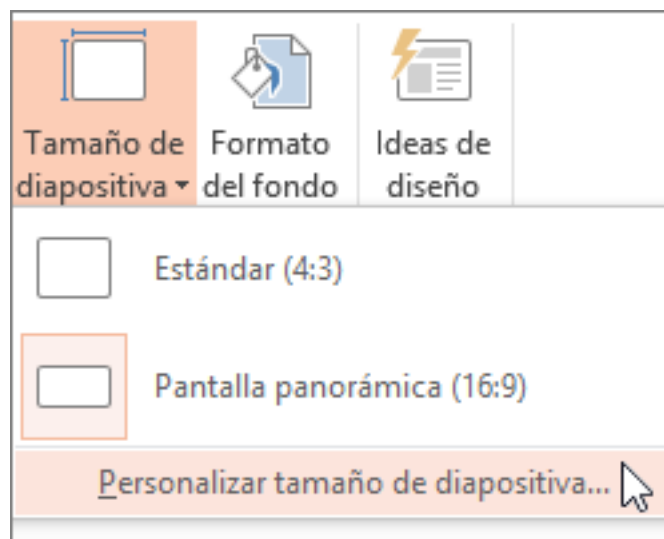 Tamaño de
diapositiva
Formato
del fondo
Ideas de
diseño
Estándar (4:3)
Pantalla panorámica (16:9)
Personalizar tamaño de diapositiva...